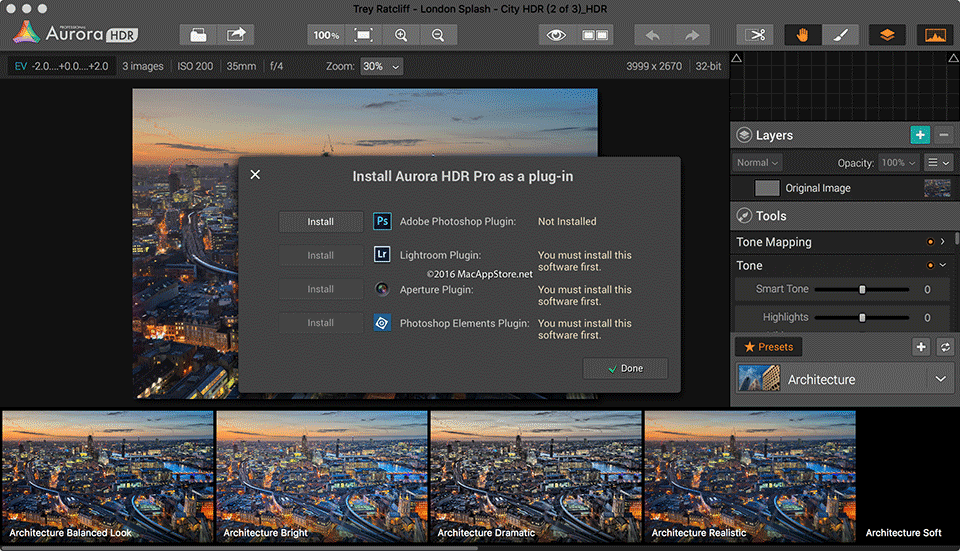 Trey Ratcliff - London Splash - City HDR (2 of 3)_HDR
PROFESSIONAL
Aurora HDR
100%
EV -2.0....+0.0....+2.0
3 images
ISO 200
35mm
f/4
Zoom:
30%
3999 x 2670
32-bit
Install Aurora HDR Pro as a plug-in
Install
Ps
Adobe Photoshop Plugin:
Not Installed
Install
Lr
Lightroom Plugin:
You must install this
software first.
©2016 MacAppStore.net
Install
Aperture Plugin:
You must install this
software first.
Install
Photoshop Elements Plugin:
You must install this
software first.
Done
Layers
Normal
Opacity:
100%
Original Image
Tools
Tone Mapping
Tone
Smart Tone
0
Highlights
0
Presets
Architecture
Architecture Balanced Look
Architecture Bright
Architecture Dramatic
Architecture Realistic
Architecture Soft